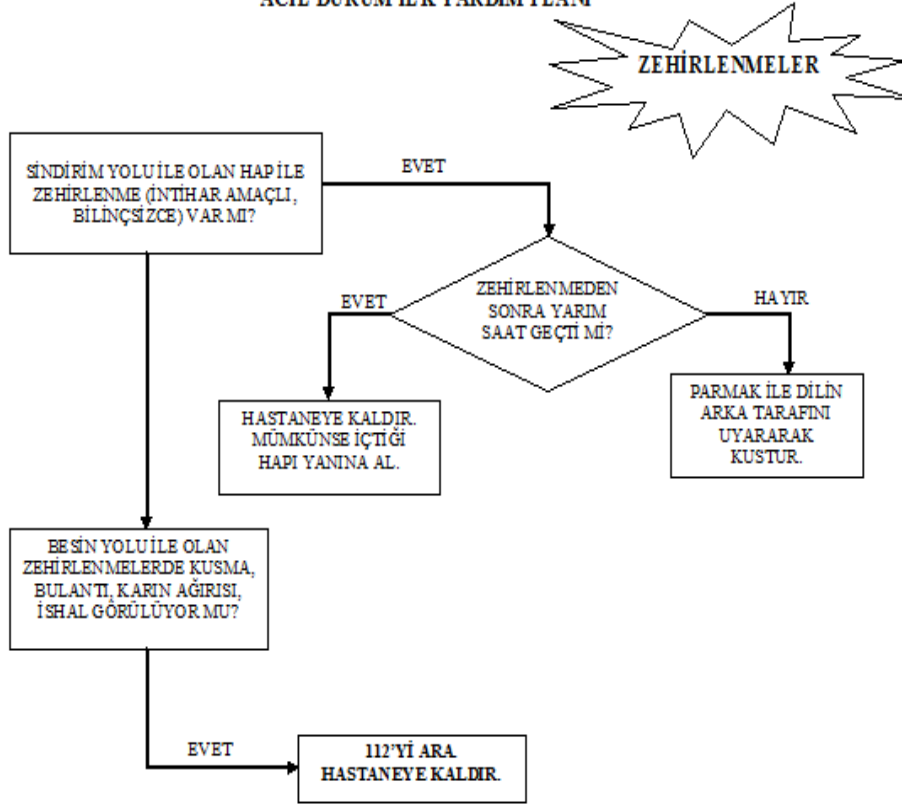 ZEHİRLENMELER
SİNDİRİM YOLU İLE OLAN HAP İLE
ZEHİRLENME (İNTİHAR AMAÇLI,
BİLİNÇSİZCE) VAR MI?
EVET
ZEHİRLENMEDEN
SONRA YARIM
SAAT GEÇTİ Mİ?
EVET
HAYIR
HASTANEYE KALDIR.
MÜMKÜNSE İÇTİĞİ
HAPI YANINA AL.
PARMAK İLE DİLİN
ARKA TARAFINI
UYARARAK
KUSTUR.
BESİN YOLU İLE OLAN
ZEHİRLENMELERDE KUSMA,
BULANTI, KARIN AĞIRISI,
İSHAL GÖRÜLÜYOR MU?
EVET
112'Yİ ARA.
HASTANEYE KALDIR.